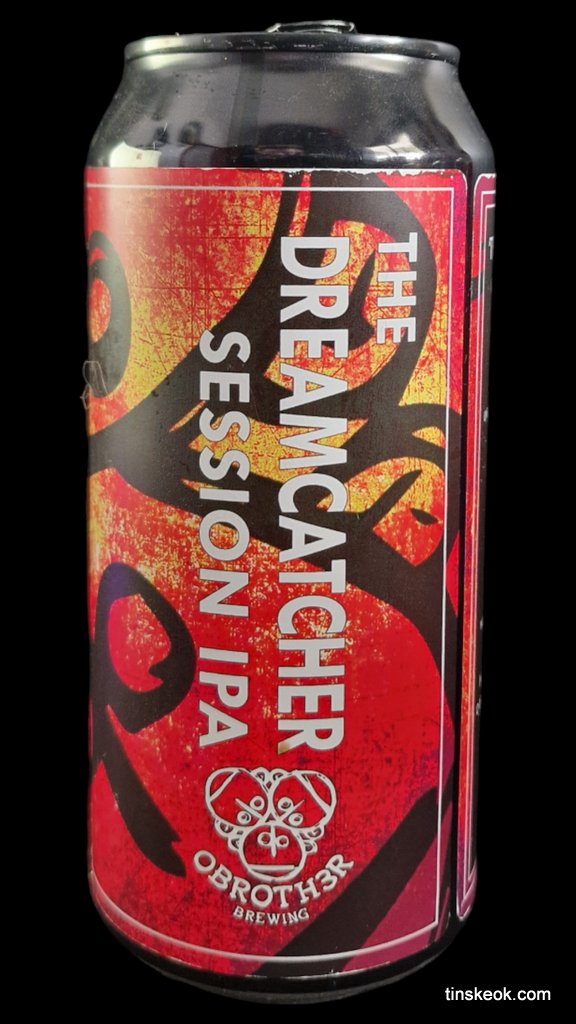 THE
DREAMCATCHER
SESSION IPA
OBROTH3R
BREWING
tinskeok.com